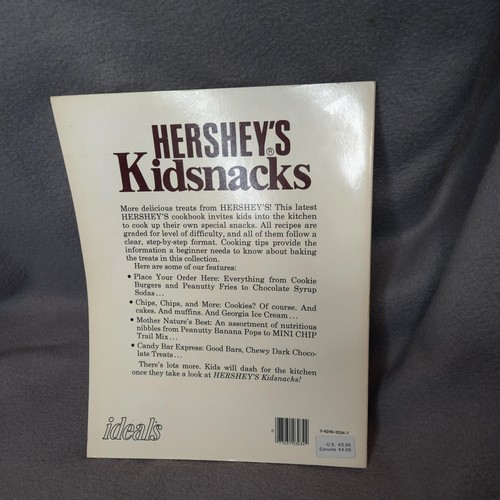 HERSHEY'S®
Kidsnacks
More delicious treats from HERSHEY'S! This latest
HERSHEY'S cookbook invites kids into the kitchen
to cook up their own special snacks. All recipes are
graded for level of difficulty, and all of them follow a
clear, step-by-step format. Cooking tips provide the
information a beginner needs to know about baking
the treats in this collection.
Here are some of our features:
• Place Your Order Here: Everything from Cookie
Burgers and Peanutty Fries to Chocolate Syrup
Sodas...
• Chips, Chips, and More: Cookies? Of course. And
cakes. And muffins. And Georgia Ice Cream...
• Mother Nature's Best: An assortment of nutritious
nibbles from Peanutty Banana Pops to MINI CHIP
Trail Mix...
• Candy Bar Express: Good Bars, Chewy Dark Choco-
late Treats...
There's lots more. Kids will dash for the kitchen
once they take a look at HERSHEY'S Kidsnacks!
ideals
U.S.
Canada